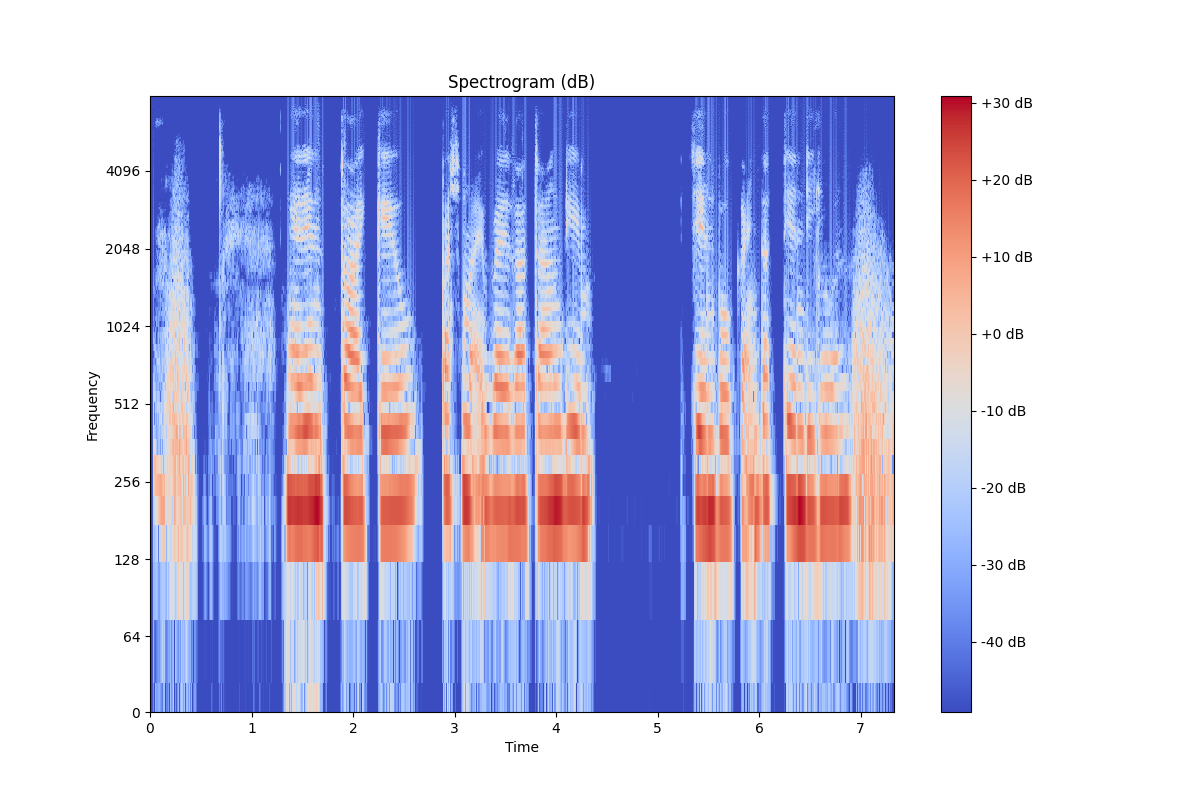 Spectrogram (dB)
+30 dB
+20 dB
+10 dB
+0 dB
-10 dB
-20 dB
-30 dB
-40 dB
Frequency
4096
2048
1024
512
256
128
64
0
0 1 2 3 4 5 6 7
Time